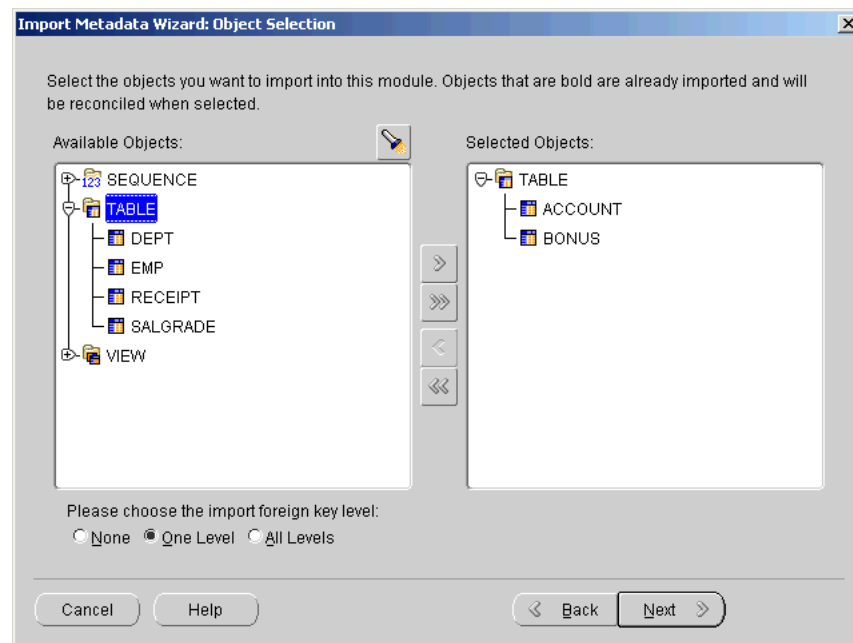 Import Metadata Wizard: Object Selection
Select the objects you want to import into this module. Objects that are bold are already imported and will
be reconciled when selected.
Available Objects:
123 SEQUENCE
TABLE
DEPT
EMP
RECEIPT
SALGRADE
VIEW
Selected Objects:
TABLE
ACCOUNT
BONUS
Please choose the import foreign key level:
None One Level All Levels
Cancel Help Back Next